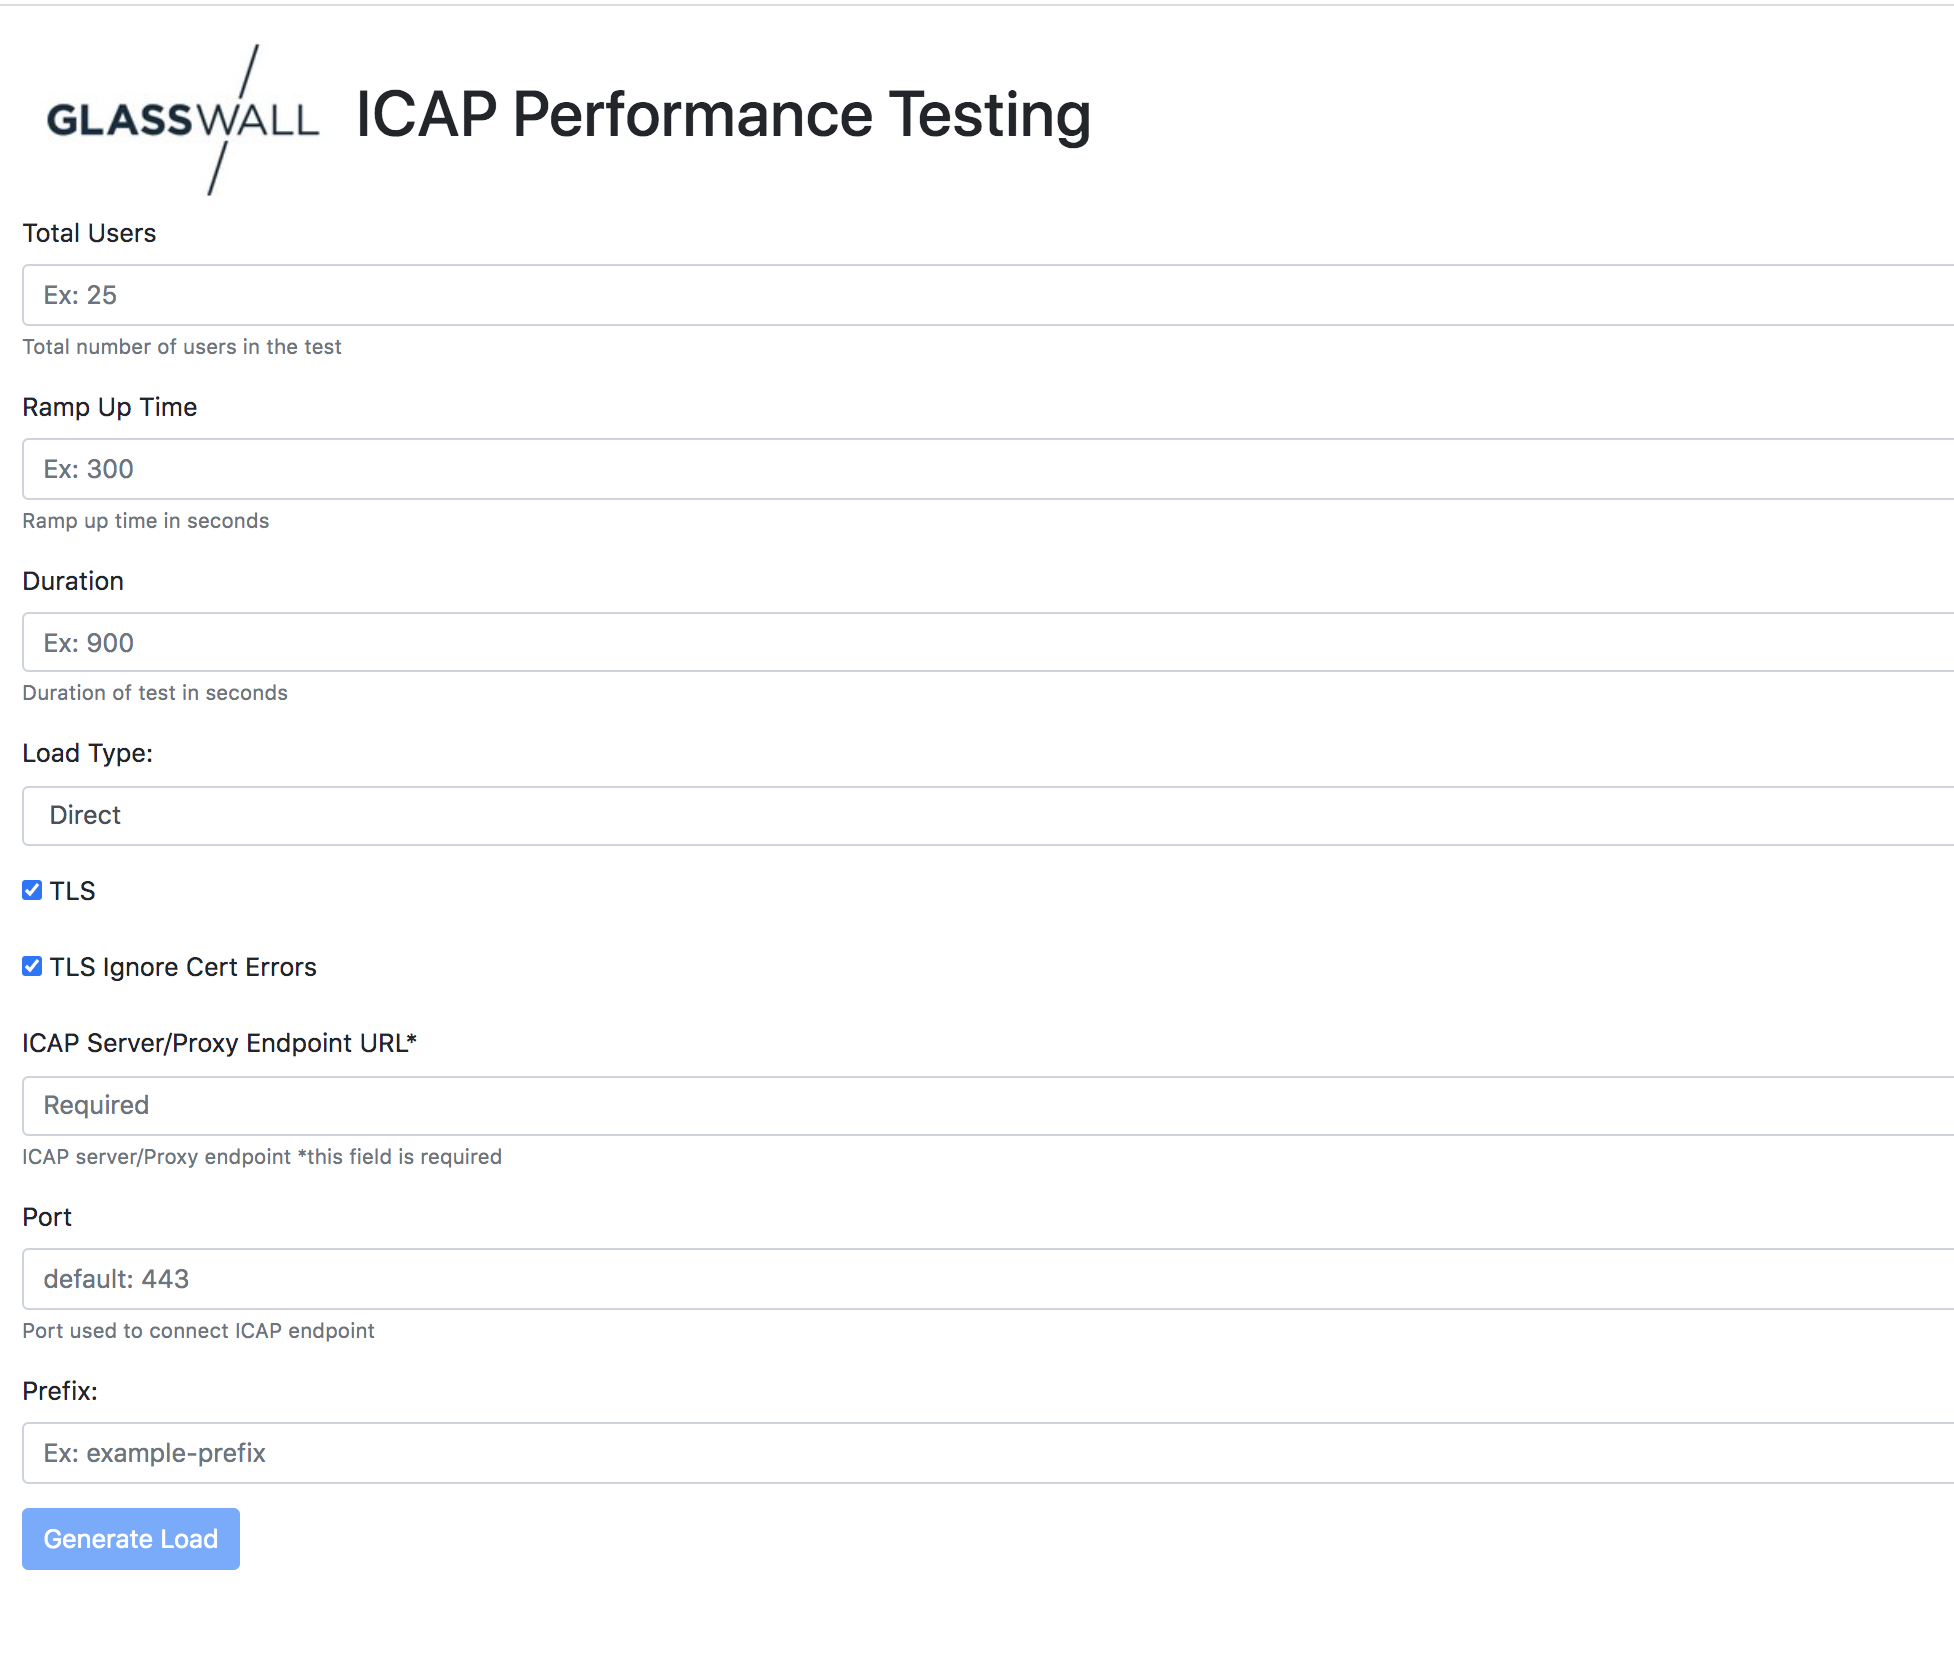 GLASSWALL
ICAP Performance Testing
Total Users
Ex: 25
Total number of users in the test
Ramp Up Time
Ex: 300
Ramp up time in seconds
Duration
Ex: 900
Duration of test in seconds
Load Type:
Direct
TLS
TLS Ignore Cert Errors
ICAP Server/Proxy Endpoint URL*
Required
ICAP server/Proxy endpoint *this field is required
Port
default: 443
Port used to connect ICAP endpoint
Prefix:
Ex: example-prefix
Generate Load